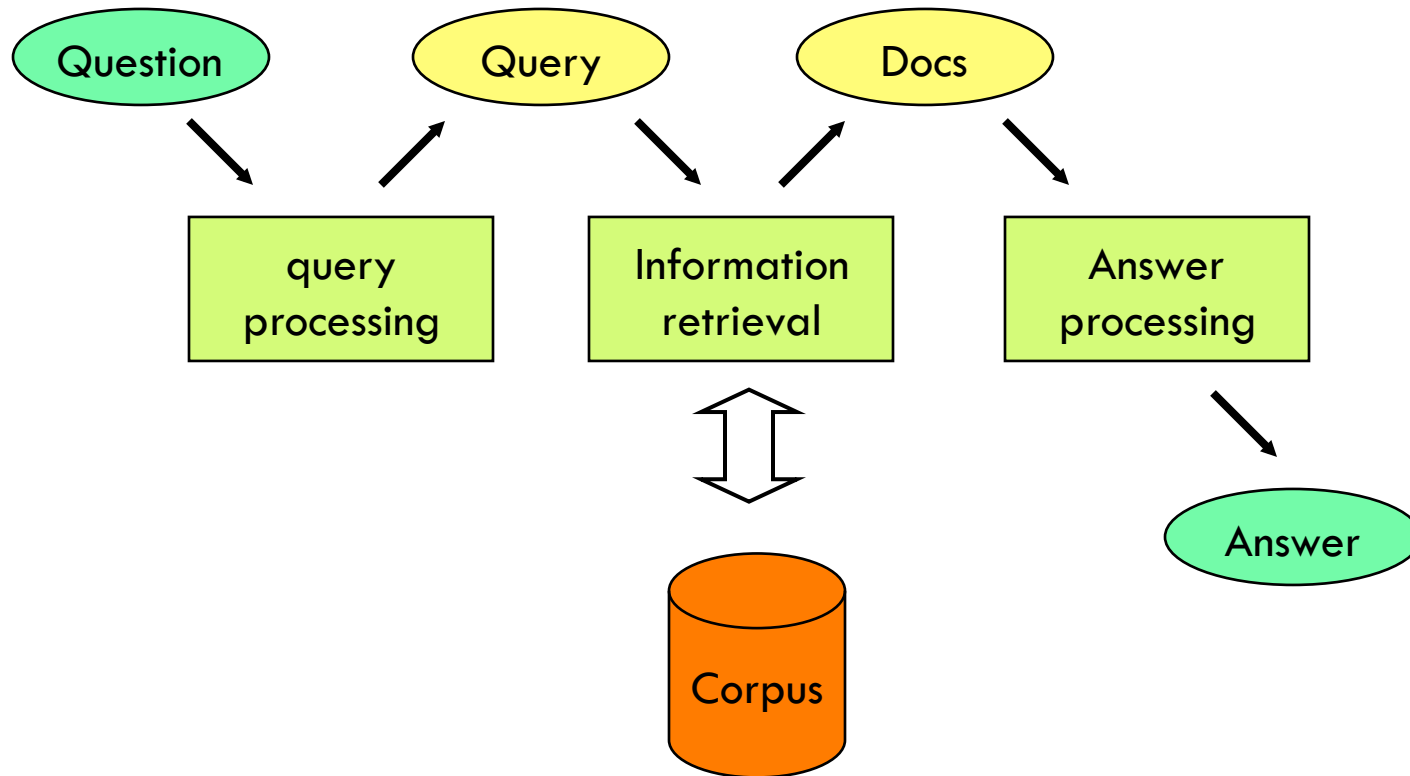 Question
Query
Docs
query
processing
Information
retrieval
Answer
processing
Answer
Corpus